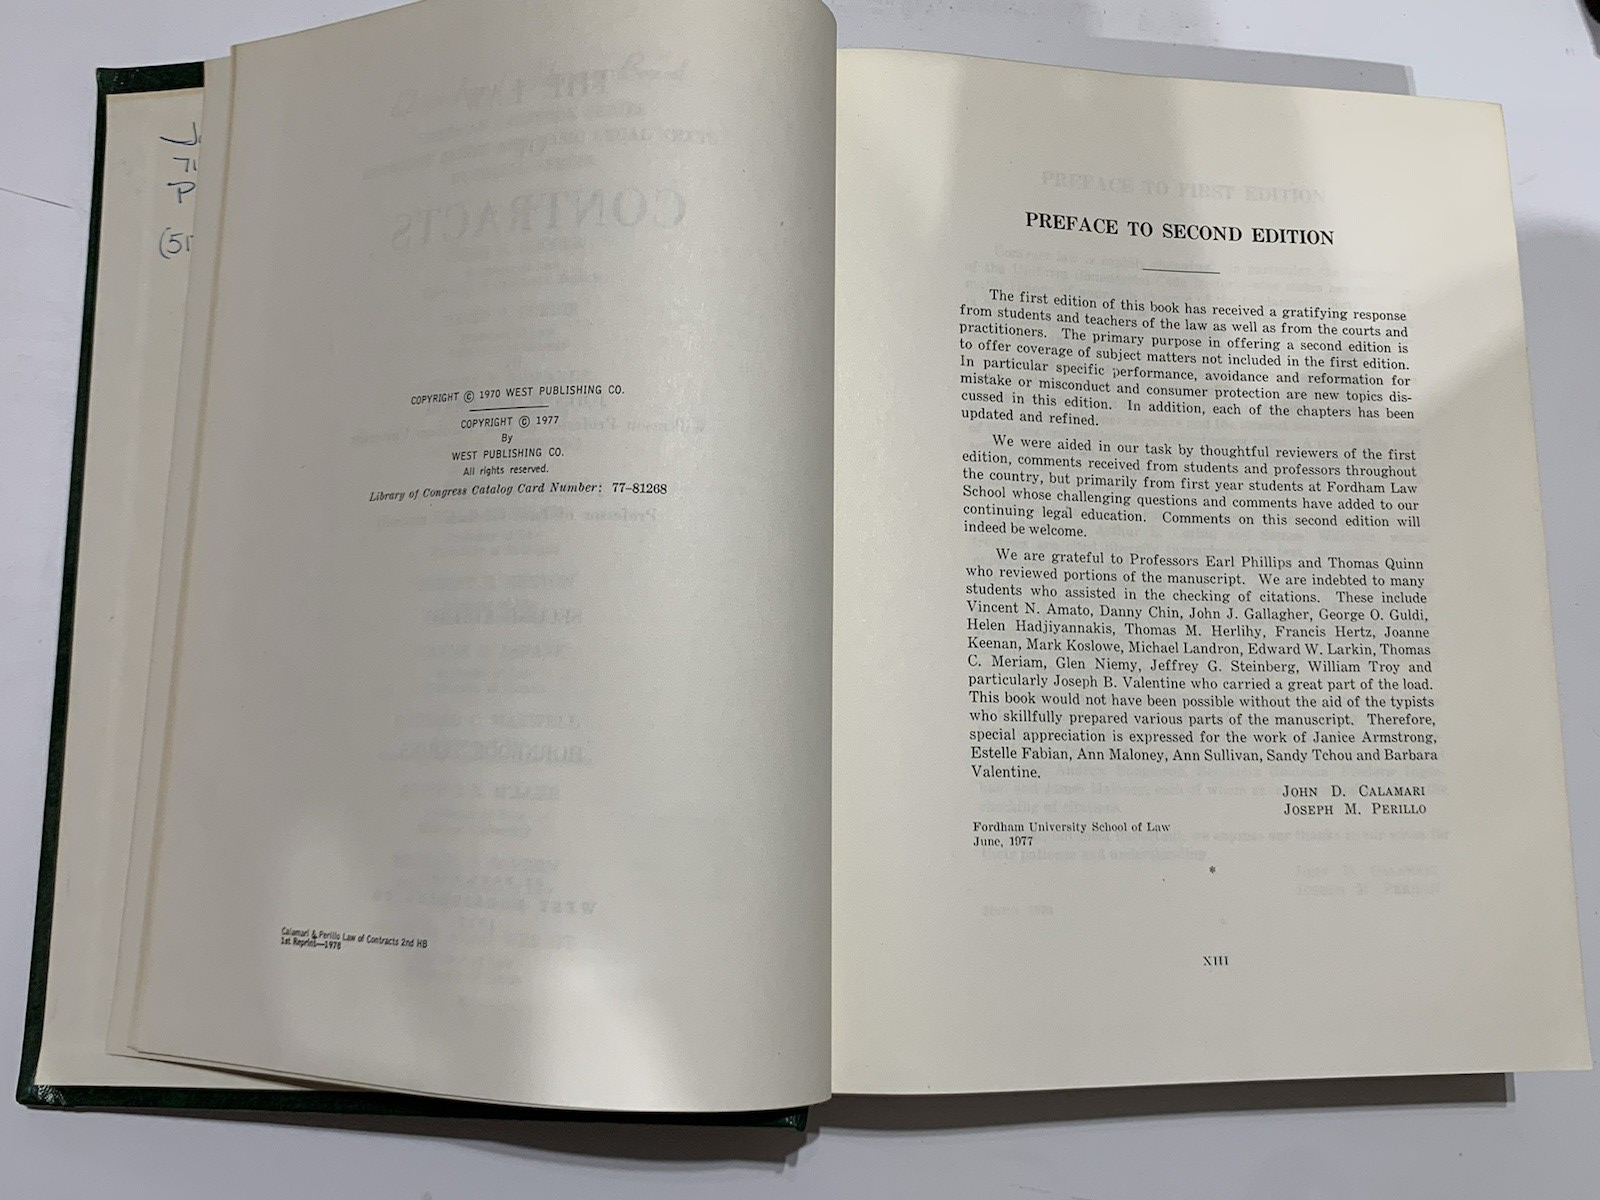 COPYRIGHT © 1970 WEST PUBLISHING CO.
COPYRIGHT © 1977
By
WEST PUBLISHING CO.
All rights reserved.
Library of Congress Catalog Card Number: 77–81268
Calamari & Perillo Law of Contracts 2nd HB
1st Reprint—1978
71
P
(51
CONTRACTS
PREFACE TO FIRST EDITION
PREFACE TO SECOND EDITION
The first edition of this book has received a gratifying response
from students and teachers of the law as well as from the courts and
practitioners. The primary purpose in offering a second edition is
to offer coverage of subject matters not included in the first edition.
In particular specific performance, avoidance and reformation for
mistake or misconduct and consumer protection are new topics dis-
cussed in this edition. In addition, each of the chapters has been
updated and refined.
We were aided in our task by thoughtful reviewers of the first
edition, comments received from students and professors throughout
the country, but primarily from first year students at Fordham Law
School whose challenging questions and comments have added to our
continuing legal education. Comments on this second edition will
indeed be welcome.
We are grateful to Professors Earl Phillips and Thomas Quinn
who reviewed portions of the manuscript. We are indebted to many
students who assisted in the checking of citations. These include
Vincent N. Amato, Danny Chin, John J. Gallagher, George O. Guldi,
Helen Hadjiyannakis, Thomas M. Herlihy, Francis Hertz, Joanne
Keenan, Mark Koslowe, Michael Landron, Edward W. Larkin, Thomas
C. Meriam, Glen Niemy, Jeffrey G. Steinberg, William Troy and
particularly Joseph B. Valentine who carried a great part of the load.
This book would not have been possible without the aid of the typists
who skillfully prepared various parts of the manuscript. Therefore,
special appreciation is expressed for the work of Janice Armstrong,
Estelle Fabian, Ann Maloney, Ann Sullivan, Sandy Tchou and Barbara
Valentine.
JOHN D. CALAMARI
JOSEPH M. PERILLO
Fordham University School of Law
June, 1977
*
XIII